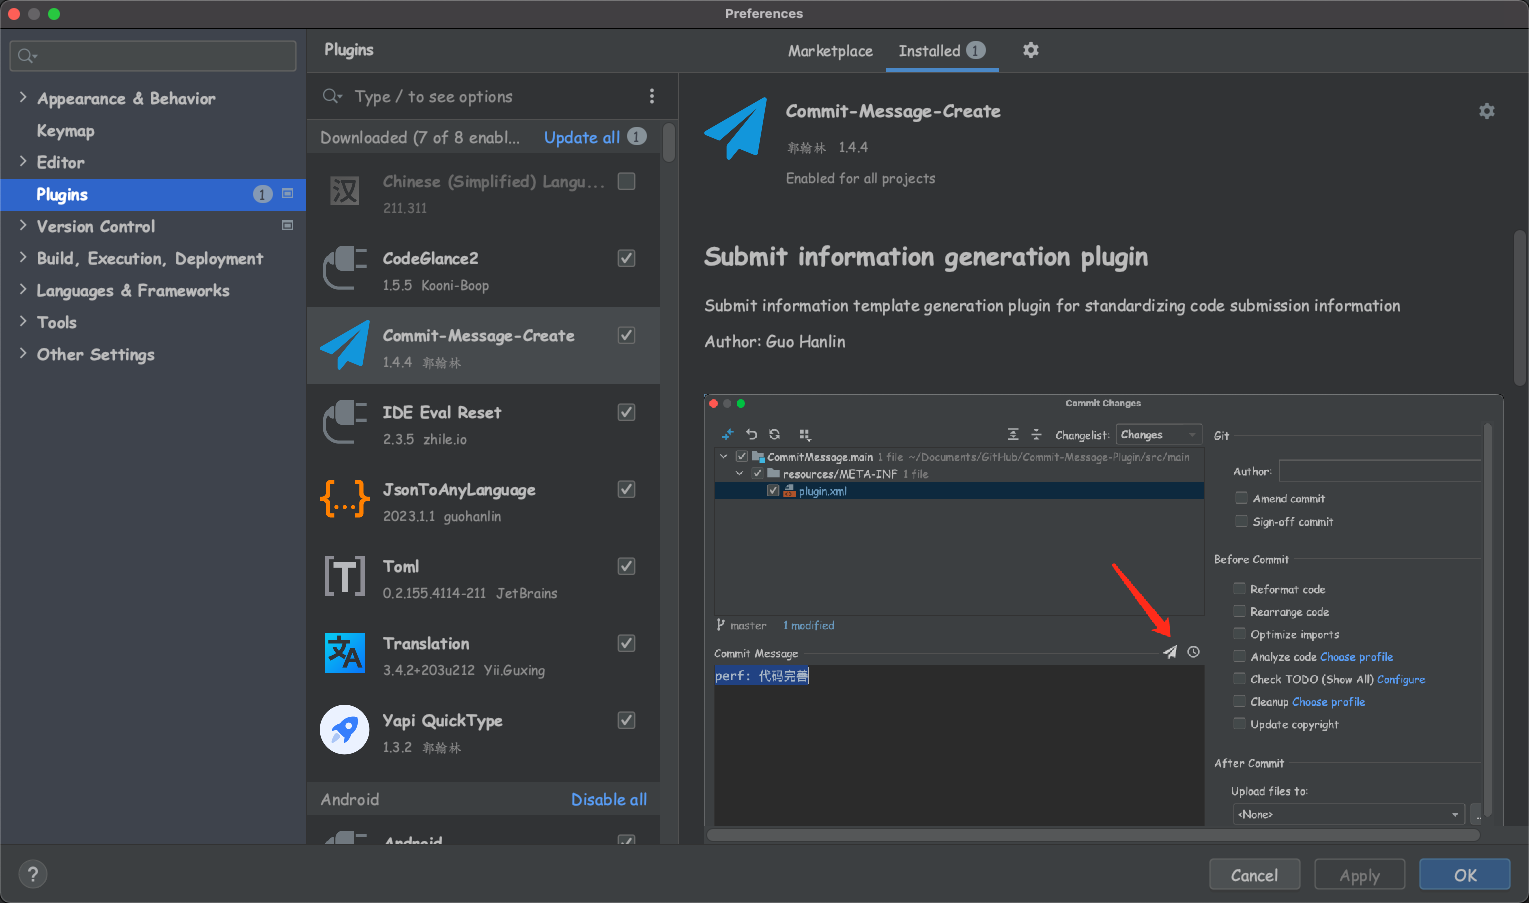 Preferences
Appearance & Behavior
Keymap
Editor
Plugins 1
Version Control
Build, Execution, Deployment
Languages & Frameworks
Tools
Other Settings
Plugins
Marketplace Installed 1
Type / to see options
Downloaded (7 of 8 enabl... Update all 1
汉
Chinese (Simplified) Langu...
211.311
CodeGlance2
1.5.5 Kooni-Boop
Commit-Message-Create
1.4.4 郭翰林
IDE Eval Reset
2.3.5 zhile.io
{...}
JsonToAnyLanguage
2023.1.1 guohanlin
[T]
Toml
0.2.155.4114-211 JetBrains
文A
Translation
3.4.2+203u212 Yii.Guxing
Yapi QuickType
1.3.2 郭翰林
Android Disable all
Android
Commit-Message-Create
郭翰林 1.4.4
Enabled for all projects
Submit information generation plugin
Submit information template generation plugin for standardizing code submission information
Author: Guo Hanlin
Commit Changes
Changelist: Changes
CommitMessage.main 1 file ~/Documents/GitHub/Commit-Message-Plugin/src/main
resources/META-INF 1 file
plugin.xml
master 1 modified
Commit Message
perf: 代码完善
Git
Author:
Amend commit
Sign-off commit
Before Commit
Reformat code
Rearrange code
Optimize imports
Analyze code Choose profile
Check TODO (Show All) Configure
Cleanup Choose profile
Update copyright
After Commit
Upload files to:
<None> ...
? Cancel Apply OK